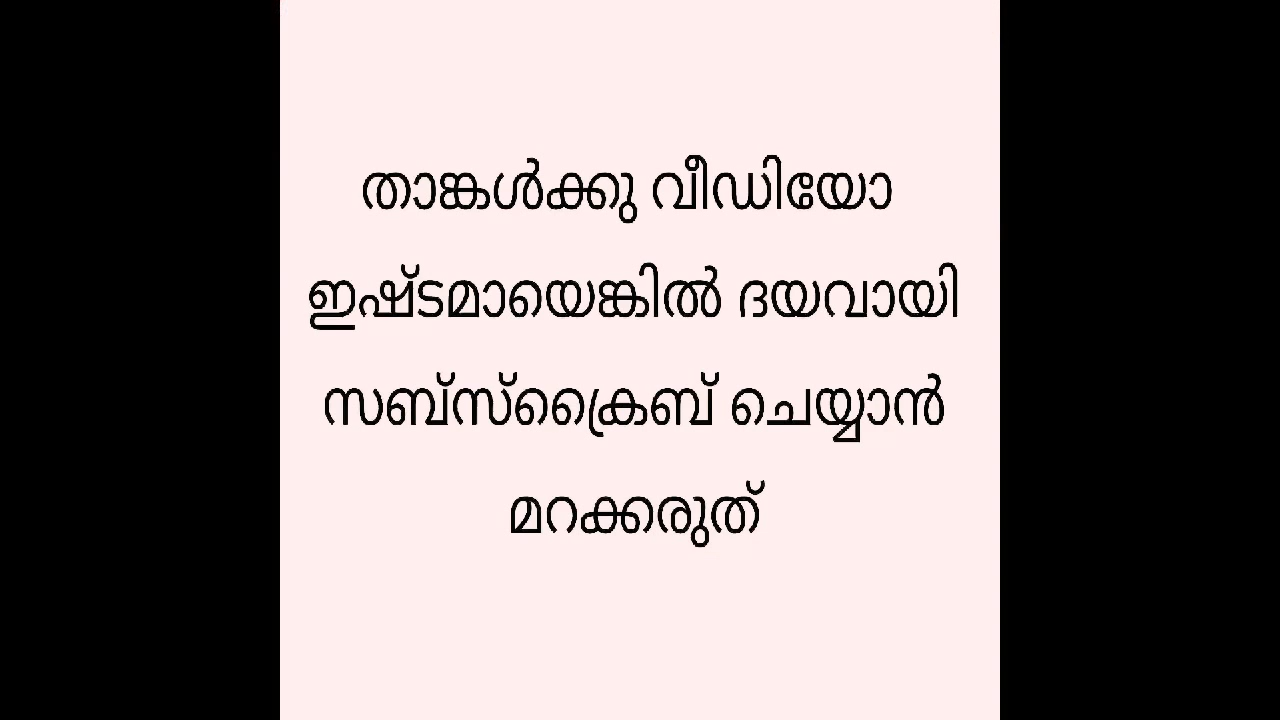 താങ്കൾക്കു വീഡിയോ
ഇഷ്ടമായെങ്കിൽ ദയവായി
സബ്സ്ക്രൈബ് ചെയ്യാൻ
മറക്കരുത്